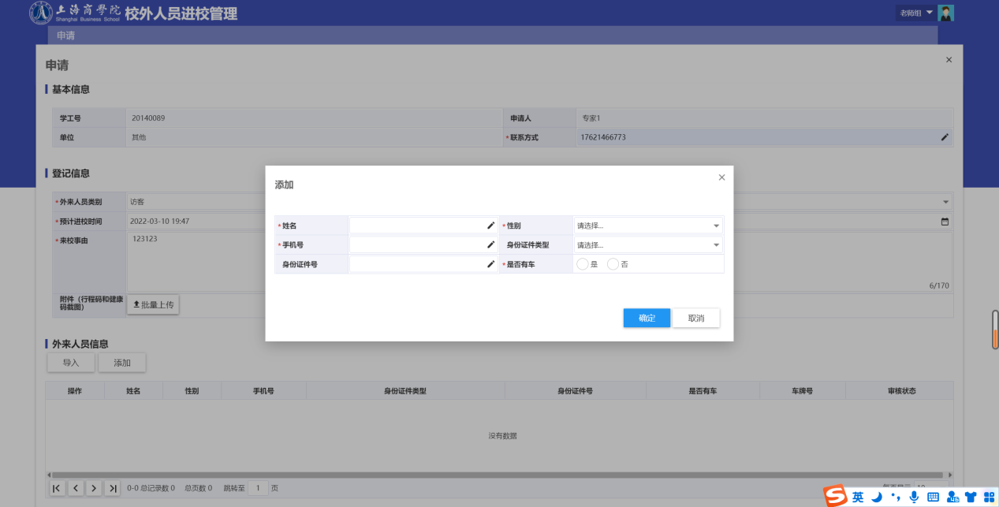 上海商学院 校外人员进校管理
Shanghai Business School
老师组
申请
申请
基本信息
学工号 20140089 申请人 专家1
单位 其他 *联系方式 17621466773
登记信息
*外来人员类别 访客
*预计进校时间 2022-03-10 19:47
*来校事由 123123
6/170
附件（行程码和健康
码截图） 批量上传
添加
*姓名 *性别 请选择...
*手机号 身份证件类型 请选择...
身份证件号 *是否有车 是 否
确定 取消
外来人员信息
导入 添加
操作 姓名 性别 手机号 身份证件类型 身份证件号 是否有车 车牌号 审核状态
没有数据
0-0 总记录数 0 总页数 0 跳转至 1 页
英